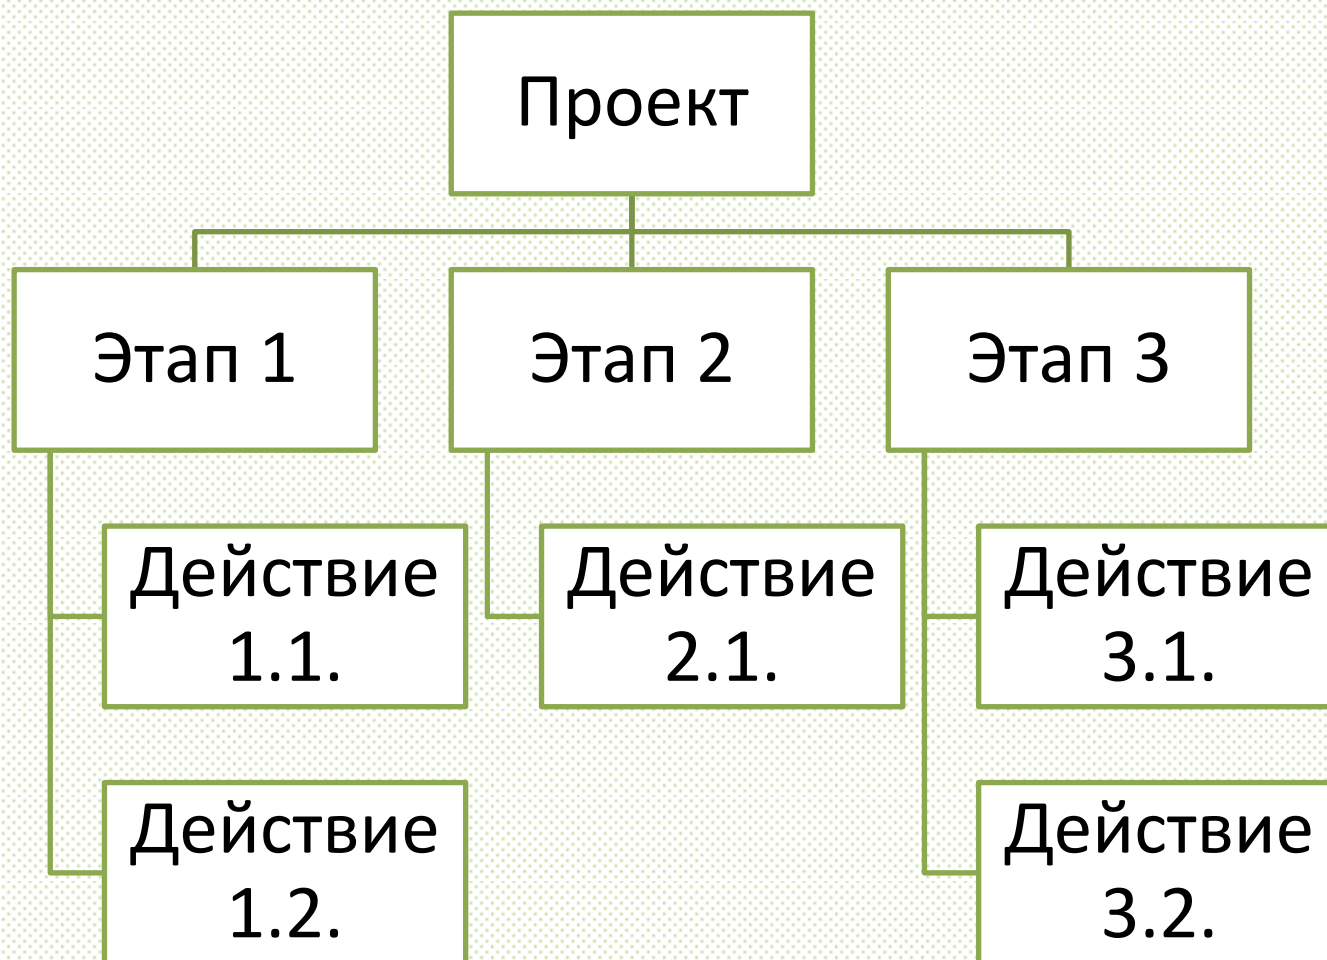 Проект
Этап 1
Этап 2
Этап 3
Действие
1.1.
Действие
2.1.
Действие
3.1.
Действие
1.2.
Действие
3.2.